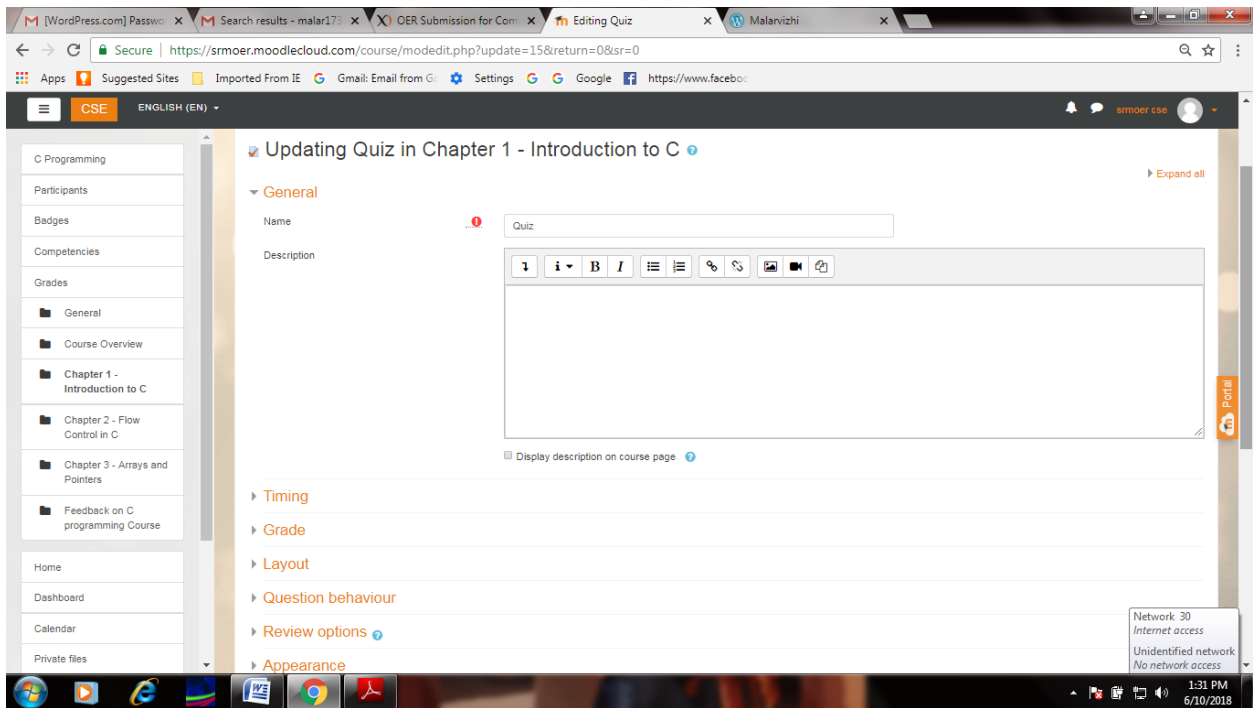 [WordPress.com] Passwo
Search results - malar173
OER Submission for Com
Editing Quiz
Malarvizhi
Secure | https://srmoer.moodlecloud.com/course/modedit.php?update=15&return=0&sr=0
Apps Suggested Sites Imported From IE Gmail: Email from Go Settings Google https://www.faceboo
CSE ENGLISH (EN) srmoer cse
C Programming
Participants
Badges
Competencies
Grades
General
Course Overview
Chapter 1 -
Introduction to C
Chapter 2 - Flow
Control in C
Chapter 3 - Arrays and
Pointers
Feedback on C
programming Course
Home
Dashboard
Calendar
Private files
Updating Quiz in Chapter 1 - Introduction to C
Expand all
General
Name Quiz
Description
i B I
Display description on course page
Timing
Grade
Layout
Question behaviour
Review options
Appearance
Portal
Network 30
Internet access
Unidentified network
No network access
1:31 PM
6/10/2018